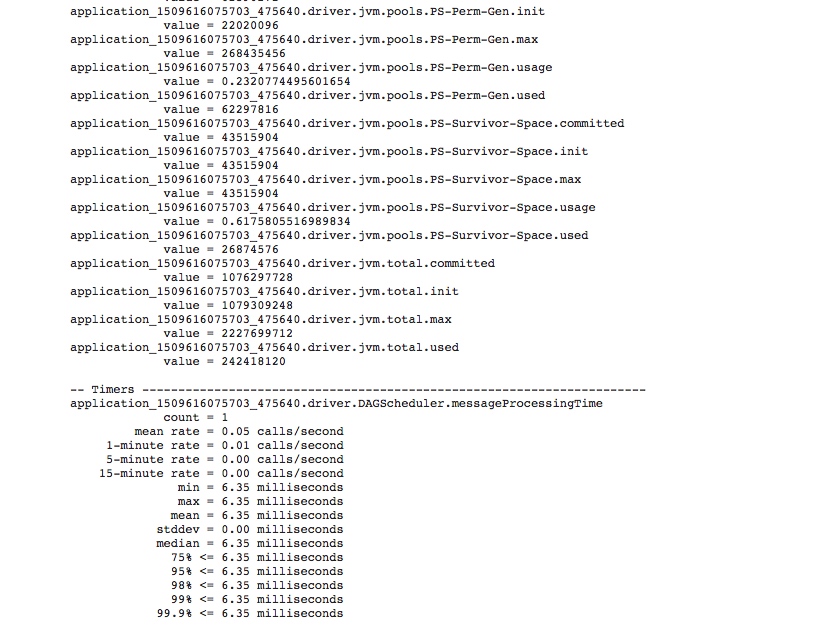 application_1509616075703_475640.driver.jvm.pools.PS-Perm-Gen.init
value = 22020096
application_1509616075703_475640.driver.jvm.pools.PS-Perm-Gen.max
value = 268435456
application_1509616075703_475640.driver.jvm.pools.PS-Perm-Gen.usage
value = 0.2320774495601654
application_1509616075703_475640.driver.jvm.pools.PS-Perm-Gen.used
value = 62297816
application_1509616075703_475640.driver.jvm.pools.PS-Survivor-Space.committed
value = 43515904
application_1509616075703_475640.driver.jvm.pools.PS-Survivor-Space.init
value = 43515904
application_1509616075703_475640.driver.jvm.pools.PS-Survivor-Space.max
value = 43515904
application_1509616075703_475640.driver.jvm.pools.PS-Survivor-Space.usage
value = 0.6175805516989834
application_1509616075703_475640.driver.jvm.pools.PS-Survivor-Space.used
value = 26874576
application_1509616075703_475640.driver.jvm.total.committed
value = 1076297728
application_1509616075703_475640.driver.jvm.total.init
value = 1079309248
application_1509616075703_475640.driver.jvm.total.max
value = 2227699712
application_1509616075703_475640.driver.jvm.total.used
value = 242418120
-- Timers ----------------------------------------------------------------------
application_1509616075703_475640.driver.DAGScheduler.messageProcessingTime
count = 1
mean rate = 0.05 calls/second
1-minute rate = 0.01 calls/second
5-minute rate = 0.00 calls/second
15-minute rate = 0.00 calls/second
min = 6.35 milliseconds
max = 6.35 milliseconds
mean = 6.35 milliseconds
stddev = 0.00 milliseconds
median = 6.35 milliseconds
75% <= 6.35 milliseconds
95% <= 6.35 milliseconds
98% <= 6.35 milliseconds
99% <= 6.35 milliseconds
99.9% <= 6.35 milliseconds